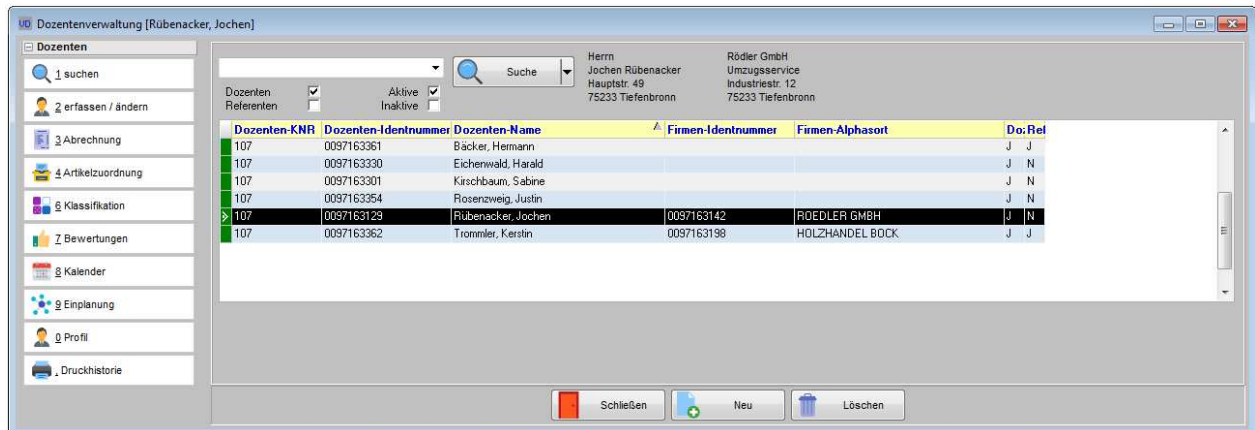 UD Dozentenverwaltung [Rübenacker, Jochen]
Dozenten
1 suchen
2 erfassen / ändern
3 Abrechnung
4 Artikelzuordnung
6 Klassifikation
7 Bewertungen
8 Kalender
9 Einplanung
0 Profil
. Druckhistorie
Suche
Dozenten
Aktive
Referenten
Inaktive
Herrn
Jochen Rübenacker
Hauptstr. 49
75233 Tiefenbronn
Rödler GmbH
Umzugsservice
Industriestr. 12
75233 Tiefenbronn
Dozenten-KNR Dozenten-Identnummer Dozenten-Name Firmen-Identnummer Firmen-Alphasort Do: Ref
107 0097163361 Bäcker, Hermann J J
107 0097163330 Eichenwald, Harald J N
107 0097163301 Kirschbaum, Sabine J N
107 0097163354 Rosenzweig, Justin J N
107 0097163129 Rübenacker, Jochen 0097163142 ROEDLER GMBH J N
107 0097163362 Trommler, Kerstin 0097163198 HOLZHANDEL BOCK J J
Schließen Neu Löschen